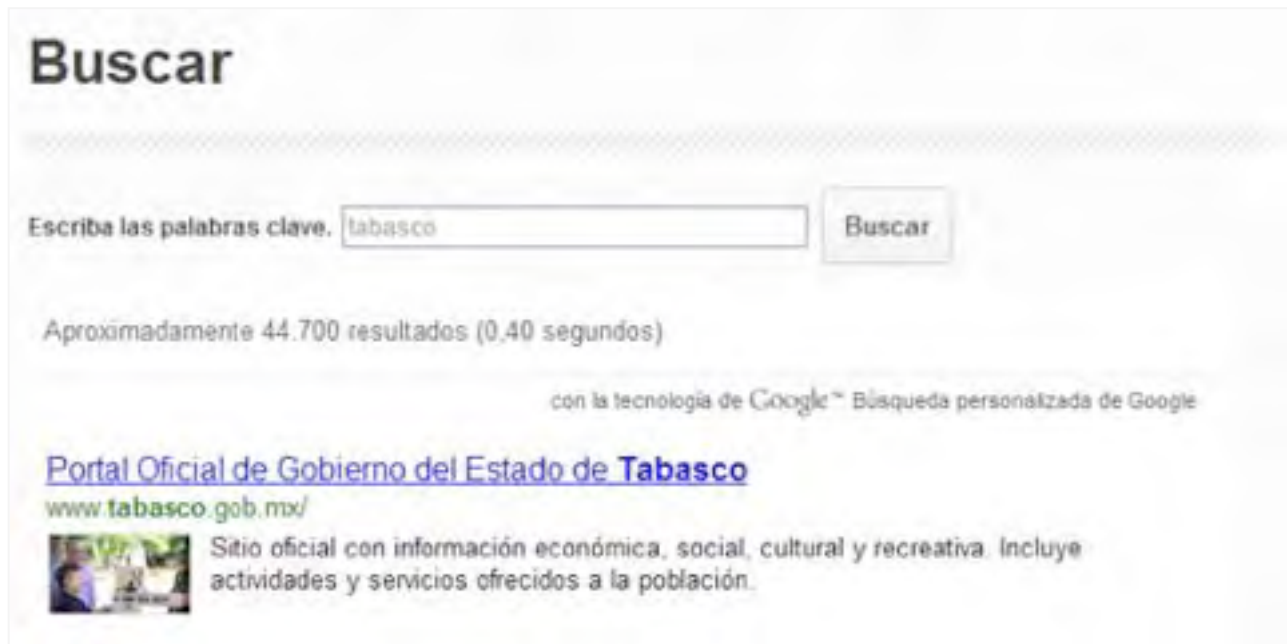 Buscar
Escriba las palabras clave. tabasco Buscar
Aproximadamente 44.700 resultados (0,40 segundos)
con la tecnología de Google™ Búsqueda personalizada de Google
Portal Oficial de Gobierno del Estado de Tabasco
www.tabasco.gob.mx/
Sitio oficial con información económica, social, cultural y recreativa. Incluye
actividades y servicios ofrecidos a la población.